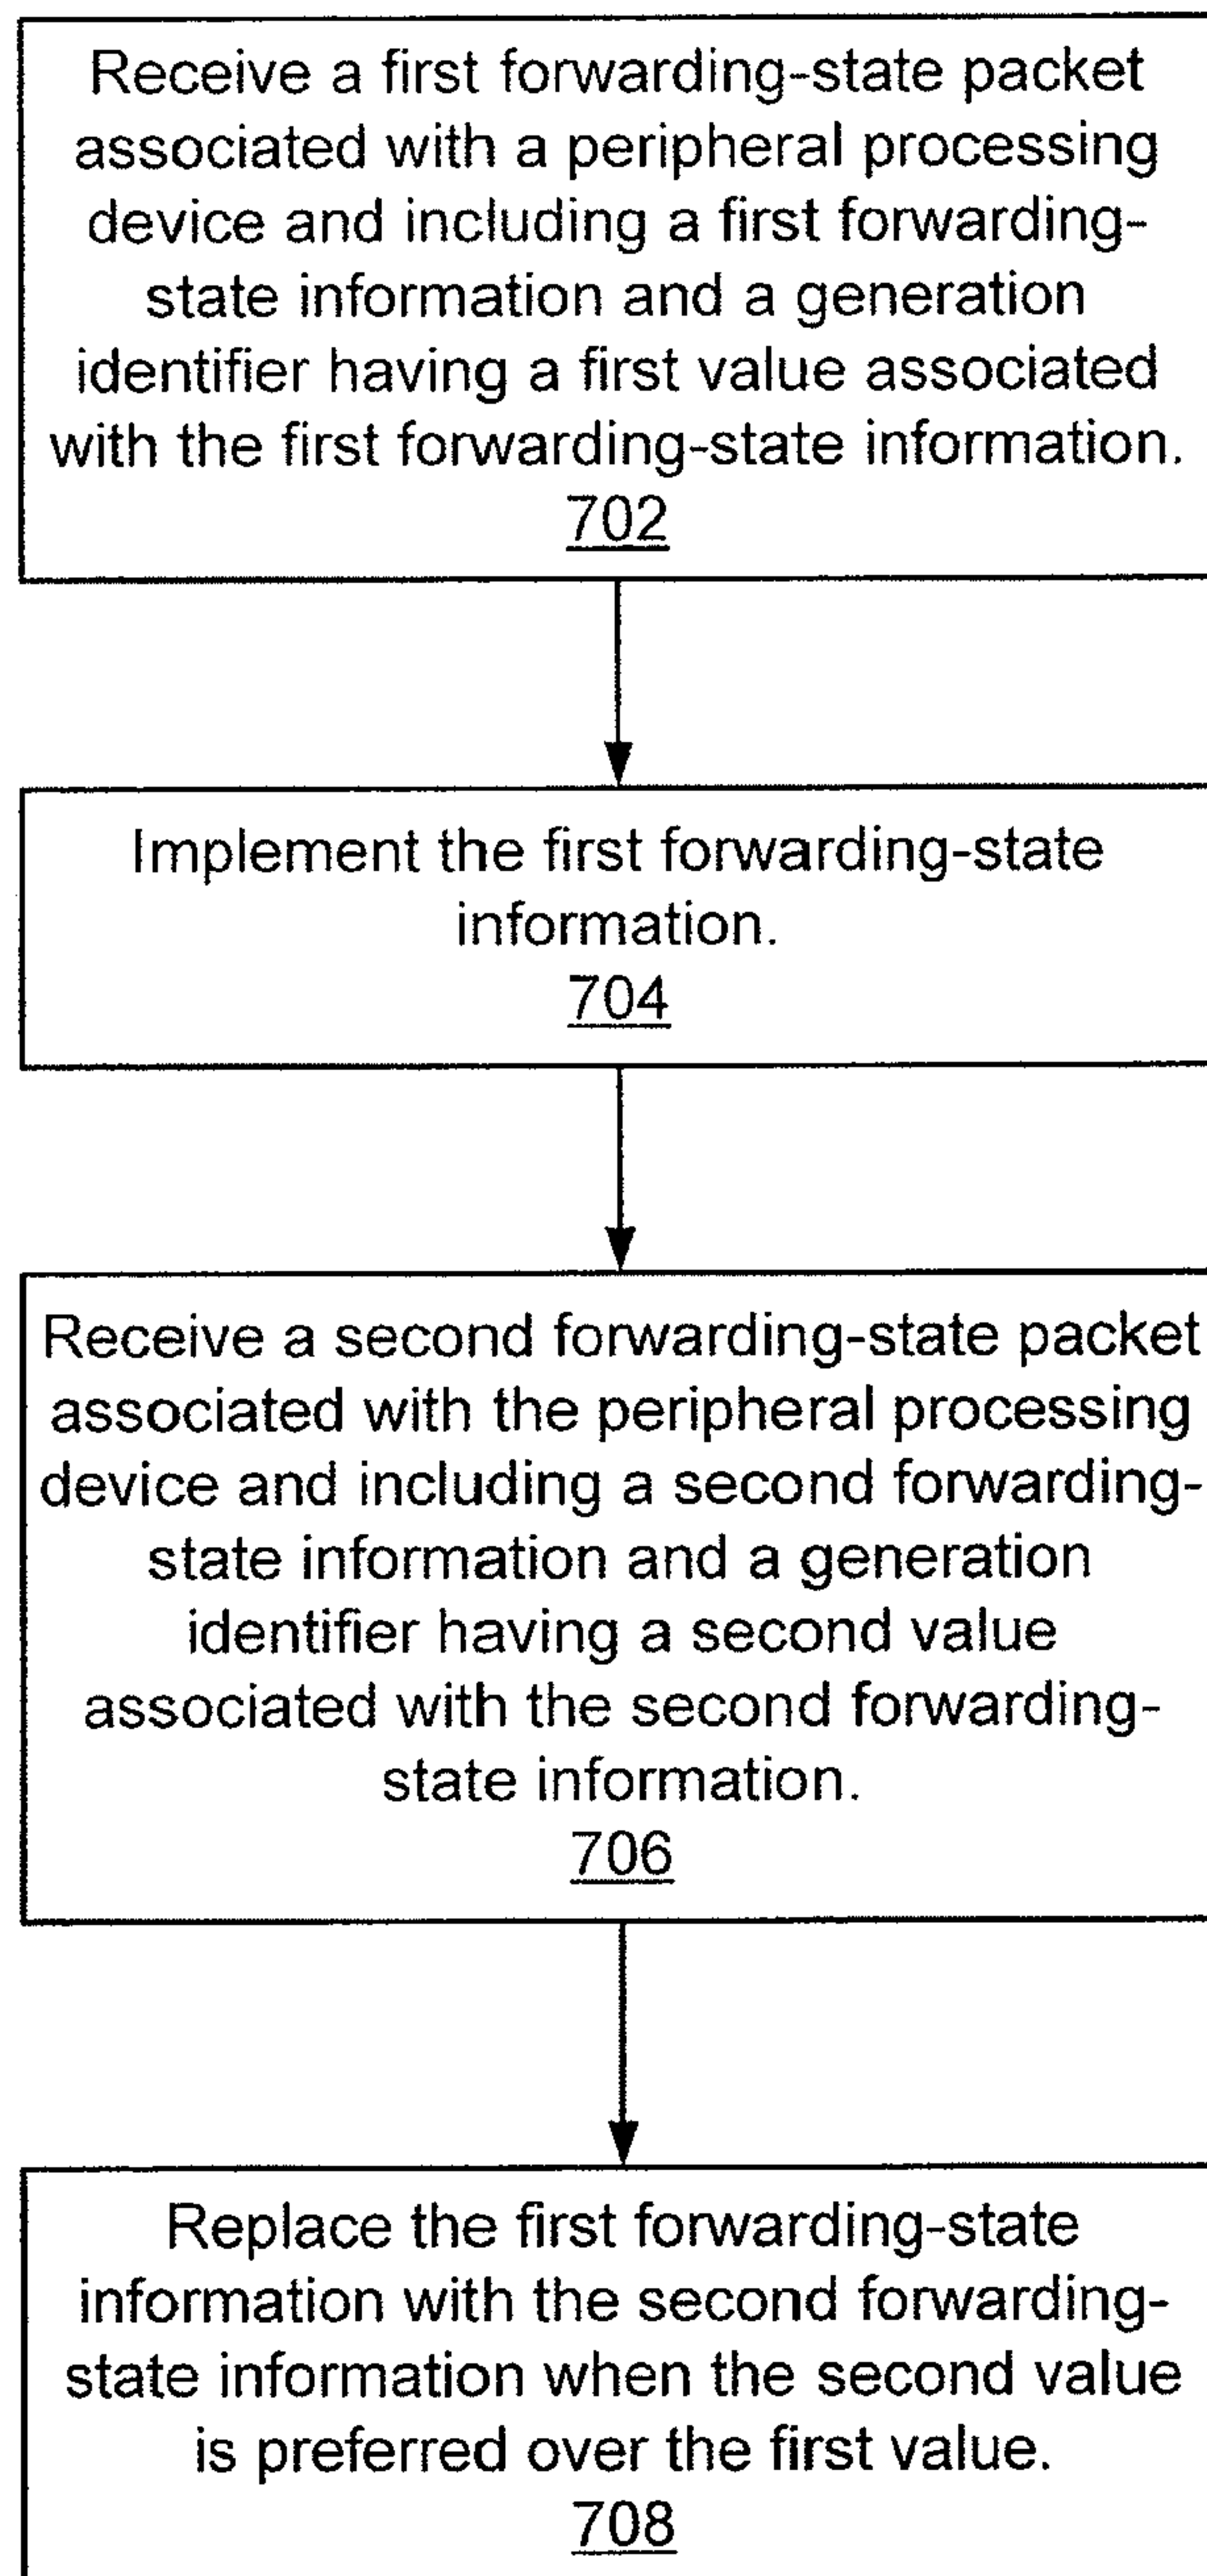 Receive a first forwarding-state packet
associated with a peripheral processing
device and including a first forwarding-
state information and a generation
identifier having a first value associated
with the first forwarding-state information.
702
Implement the first forwarding-state
information.
704
Receive a second forwarding-state packet
associated with the peripheral processing
device and including a second forwarding-
state information and a generation
identifier having a second value
associated with the second forwarding-
state information.
706
Replace the first forwarding-state
information with the second forwarding-
state information when the second value
is preferred over the first value.
708